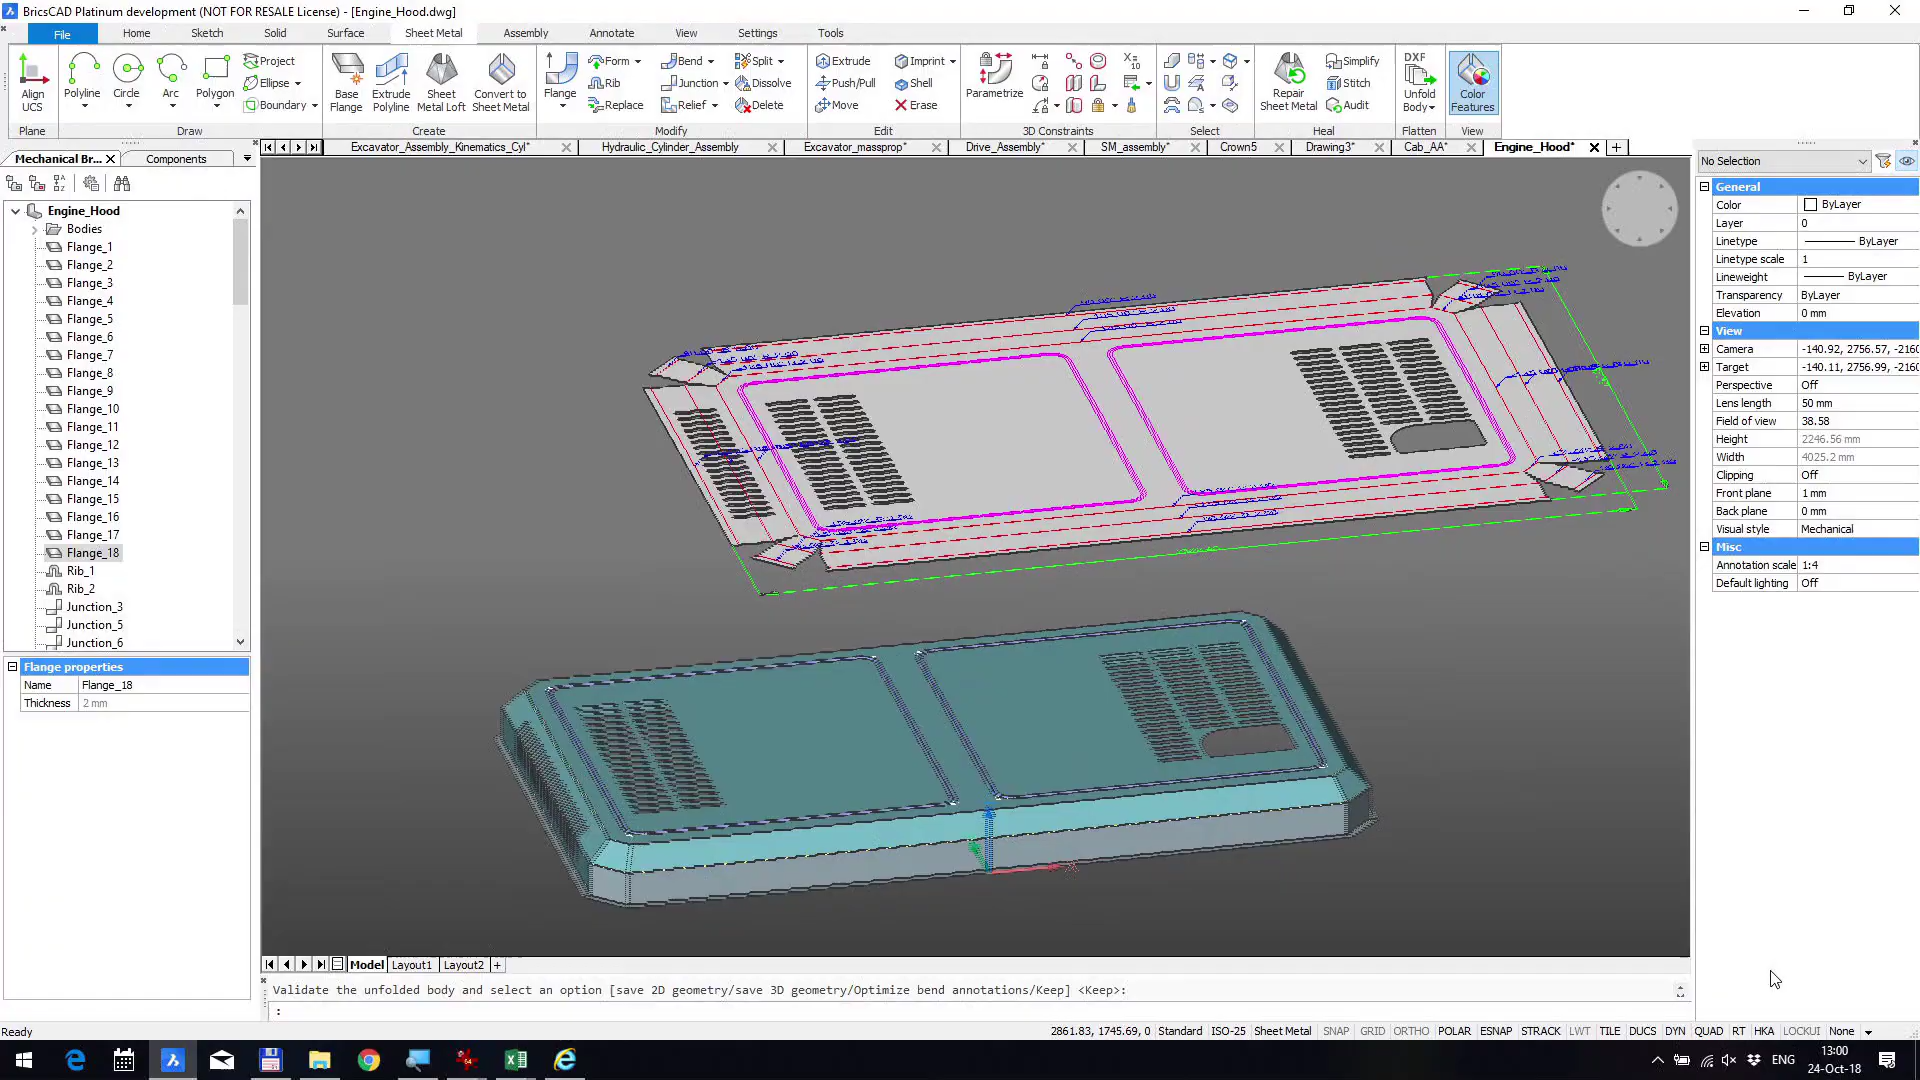 BricsCAD Platinum development (NOT FOR RESALE License) - [Engine_Hood.dwg]
File Home Sketch Solid Surface Sheet Metal Assembly Annotate View Settings Tools
Align UCS
Plane
Polyline Circle Arc Polygon
Project
Ellipse
Boundary
Draw
Base Flange
Extrude Polyline
Sheet Metal Loft
Convert to Sheet Metal
Create
Flange
Form
Rib
Replace
Bend
Junction
Relief
Split
Dissolve
Delete
Modify
Extrude
Push/Pull
Move
Imprint
Shell
Erase
Edit
Parametrize
3D Constraints
Select
Repair Sheet Metal
Simplify
Stitch
Audit
Heal
DXF
Unfold Body
Flatten
Color Features
View
Mechanical Br... Components
Excavator_Assembly_Kinematics_Cyl* Hydraulic_Cylinder_Assembly Excavator_massprop* Drive_Assembly* SM_assembly* Crown5 Drawing3* Cab_AA* Engine_Hood*
Engine_Hood
Bodies
Flange_1
Flange_2
Flange_3
Flange_4
Flange_5
Flange_6
Flange_7
Flange_8
Flange_9
Flange_10
Flange_11
Flange_12
Flange_13
Flange_14
Flange_15
Flange_16
Flange_17
Flange_18
Rib_1
Rib_2
Junction_3
Junction_5
Junction_6
Flange properties
Name Flange_18
Thickness 2 mm
No Selection
General
Color ByLayer
Layer 0
Linetype ByLayer
Linetype scale 1
Lineweight ByLayer
Transparency ByLayer
Elevation 0 mm
View
Camera -140.92, 2756.57, -2160
Target -140.11, 2756.99, -2160
Perspective Off
Lens length 50 mm
Field of view 38.58
Height 2246.56 mm
Width 4025.2 mm
Clipping Off
Front plane 1 mm
Back plane 0 mm
Visual style Mechanical
Misc
Annotation scale 1:4
Default lighting Off
Model Layout1 Layout2 +
Validate the unfolded body and select an option [save 2D geometry/save 3D geometry/Optimize bend annotations/Keep] <Keep>:
:
Ready 2861.83, 1745.69, 0 Standard ISO-25 Sheet Metal SNAP GRID ORTHO POLAR ESNAP STRACK LWT TILE DUCS DYN QUAD RT HKA LOCKUI None
ENG 13:00
24-Oct-18